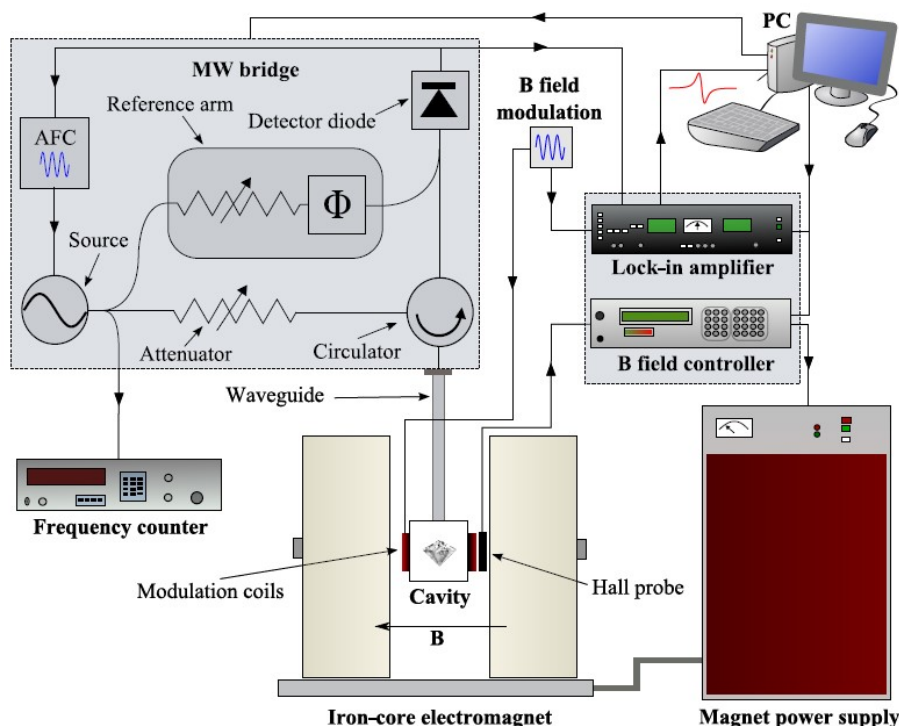 PC
MW bridge
Reference arm
Detector diode
B field
modulation
AFC
Φ
Source
Attenuator
Circulator
Lock-in amplifier
B field controller
Waveguide
Frequency counter
Modulation coils
Cavity
Hall probe
B
Iron-core electromagnet
Magnet power supply